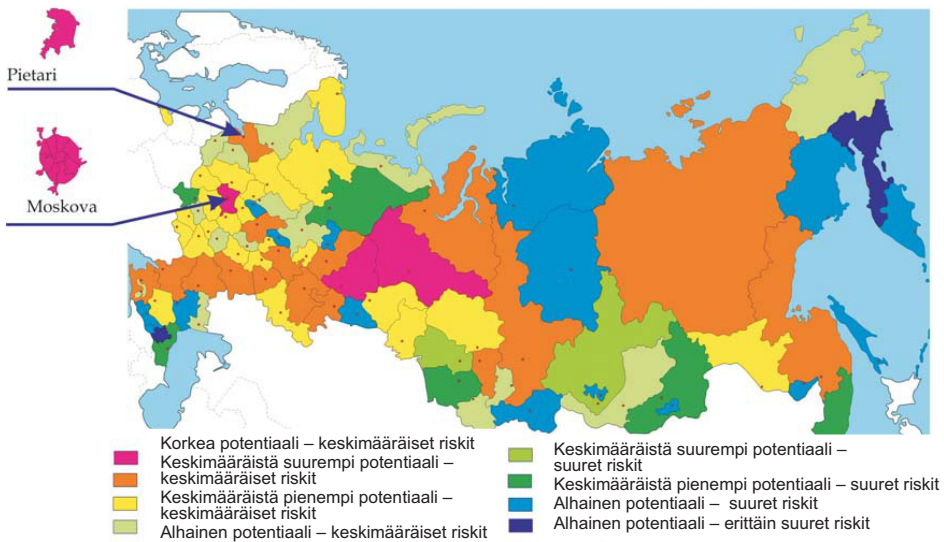 Pietari
Moskova
Korkea potentiaali – keskimääräiset riskit
Keskimääräistä suurempi potentiaali –
keskimääräiset riskit
Keskimääräistä pienempi potentiaali –
keskimääräiset riskit
Alhainen potentiaali – keskimääräiset riskit
Keskimääräistä suurempi potentiaali –
suuret riskit
Keskimääräistä pienempi potentiaali – suuret riskit
Alhainen potentiaali – suuret riskit
Alhainen potentiaali – erittäin suuret riskit